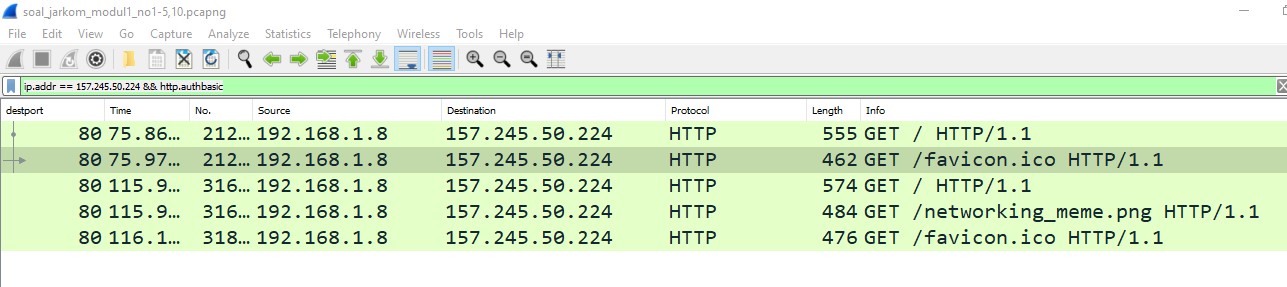 soal_jarkom_modul1_no1-5,10.pcapng
File Edit View Go Capture Analyze Statistics Telephony Wireless Tools Help
ip.addr == 157.245.50.224 && http.authbasic
destport Time No. Source Destination Protocol Length Info
80 75.86... 212... 192.168.1.8 157.245.50.224 HTTP 555 GET / HTTP/1.1
80 75.97... 212... 192.168.1.8 157.245.50.224 HTTP 462 GET /favicon.ico HTTP/1.1
80 115.9... 316... 192.168.1.8 157.245.50.224 HTTP 574 GET / HTTP/1.1
80 115.9... 316... 192.168.1.8 157.245.50.224 HTTP 484 GET /networking_meme.png HTTP/1.1
80 116.1... 318... 192.168.1.8 157.245.50.224 HTTP 476 GET /favicon.ico HTTP/1.1